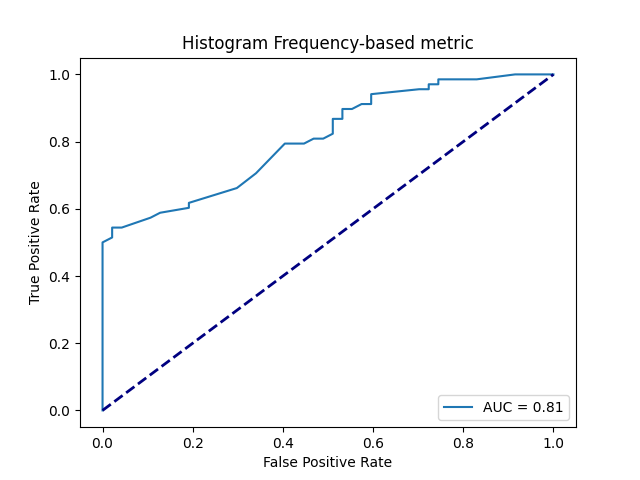 Histogram Frequency-based metric
True Positive Rate
1.0
0.8
0.6
0.4
0.2
0.0
AUC = 0.81
0.0 0.2 0.4 0.6 0.8 1.0
False Positive Rate